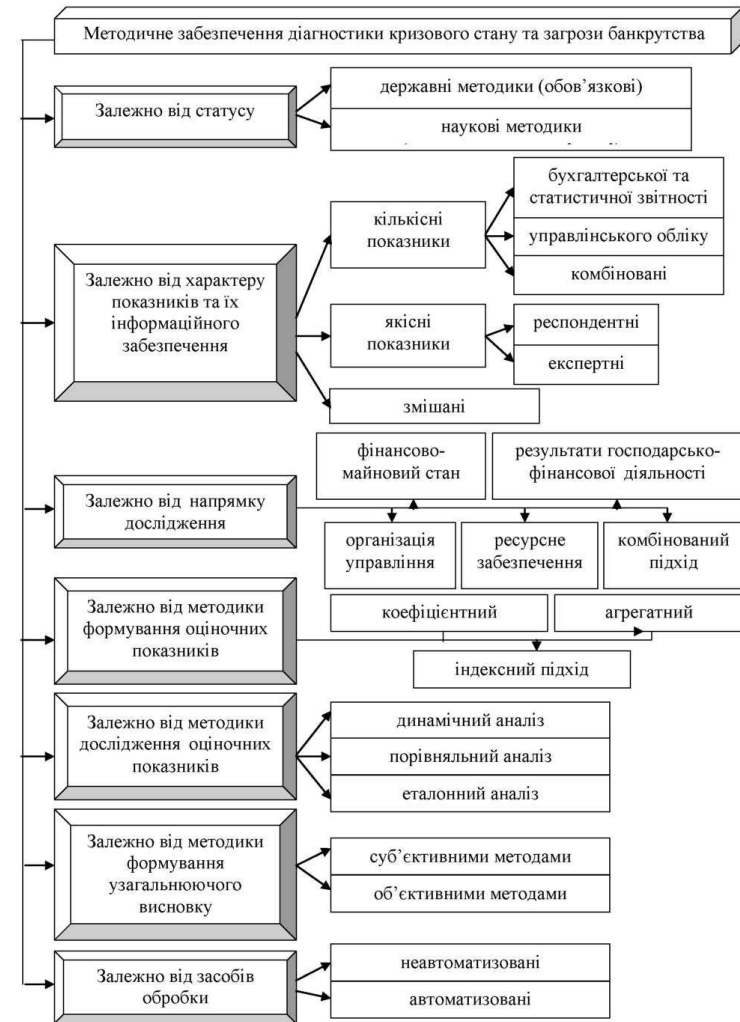 Методичне забезпечення діагностики кризового стану та загрози банкрутства
Залежно від статусу
державні методики (обов’язкові)
наукові методики
Залежно від характеру
показників та їх
інформаційного
забезпечення
кількісні
показники
бухгалтерської та
статистичної звітності
управлінського обліку
комбіновані
якісні
показники
респондентні
експертні
змішані
Залежно від напрямку
дослідження
фінансово-
майновий стан
результати господарсько-
фінансової діяльності
організація
управління
ресурсне
забезпечення
комбінований
підхід
Залежно від методики
формування оціночних
показників
коефіцієнтний
агрегатний
індексний підхід
Залежно від методики
дослідження оціночних
показників
динамічний аналіз
порівняльний аналіз
еталонний аналіз
Залежно від методики
формування
узагальнюючого
висновку
суб’єктивними методами
об’єктивними методами
Залежно від засобів
обробки
неавтоматизовані
автоматизовані